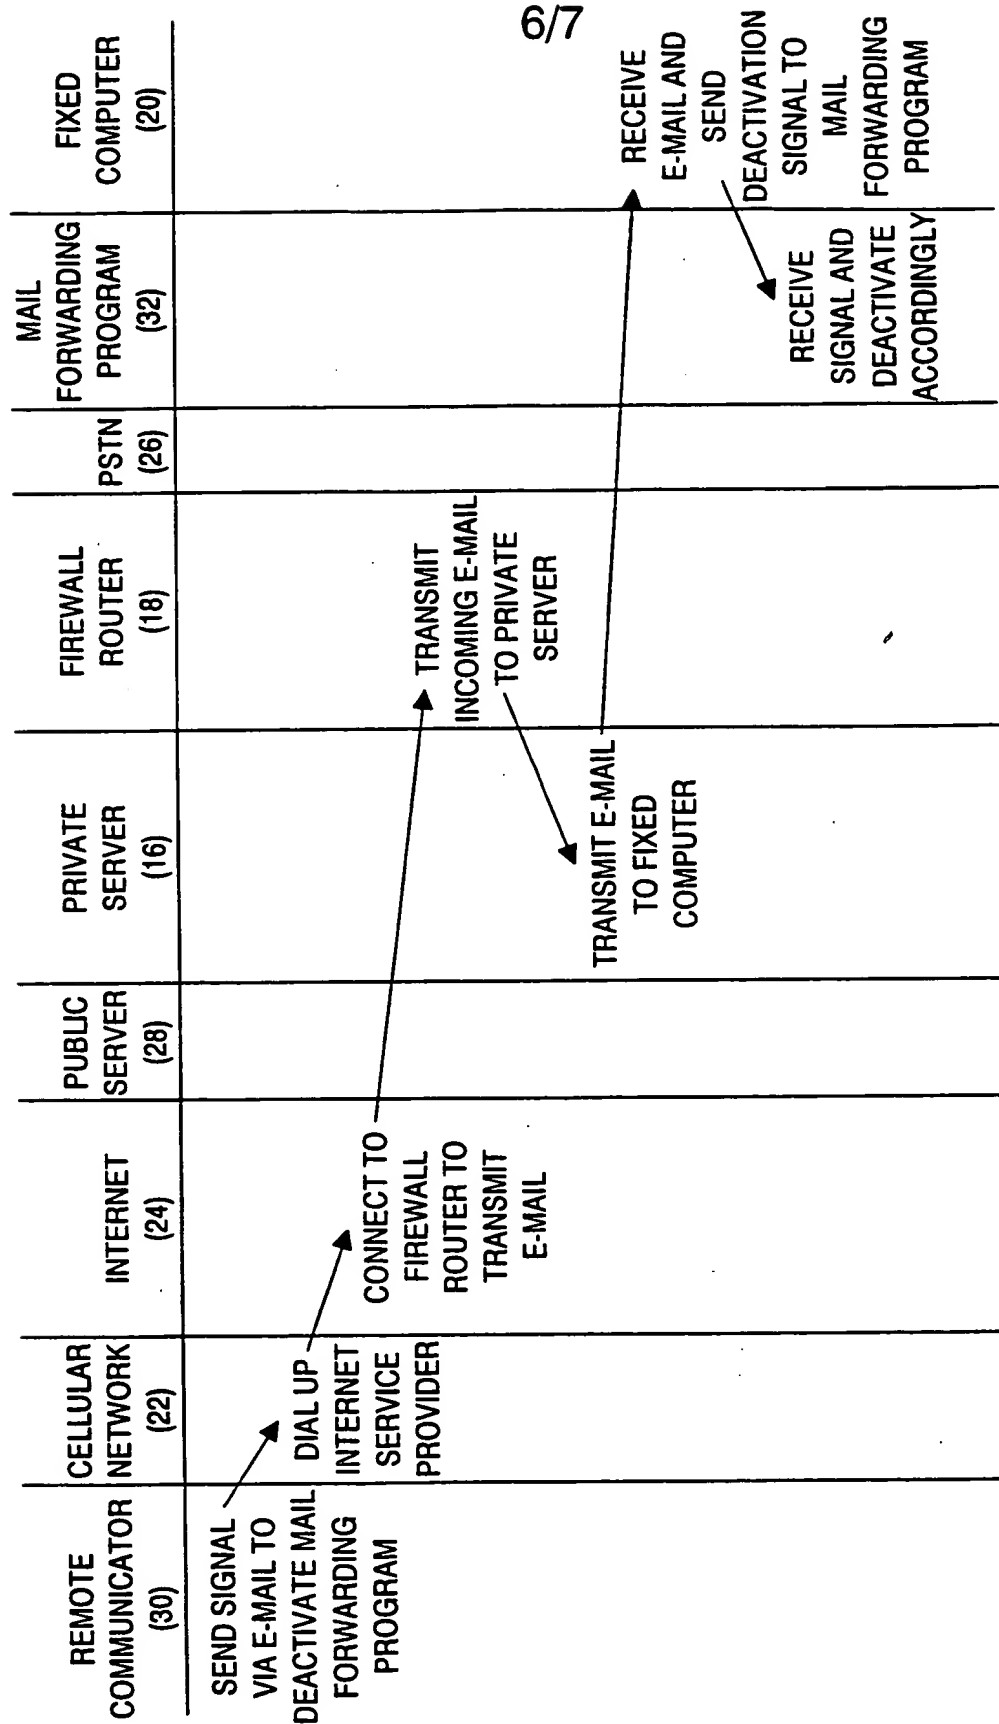 6/7
REMOTE
COMMUNICATOR
(30)
CELLULAR
NETWORK
(22)
INTERNET
(24)
PUBLIC
SERVER
(28)
PRIVATE
SERVER
(16)
FIREWALL
ROUTER
(18)
PSTN
(26)
MAIL
FORWARDING
PROGRAM
(32)
FIXED
COMPUTER
(20)
SEND SIGNAL
VIA E-MAIL TO
DEACTIVATE MAIL
FORWARDING
PROGRAM
DIAL UP
INTERNET
SERVICE
PROVIDER
CONNECT TO
FIREWALL
ROUTER TO
TRANSMIT
E-MAIL
TRANSMIT
INCOMING E-MAIL
TO PRIVATE
SERVER
TRANSMIT E-MAIL
TO FIXED
COMPUTER
RECEIVE
E-MAIL AND
SEND
DEACTIVATION
SIGNAL TO
MAIL
FORWARDING
PROGRAM
RECEIVE
SIGNAL AND
DEACTIVATE
ACCORDINGLY